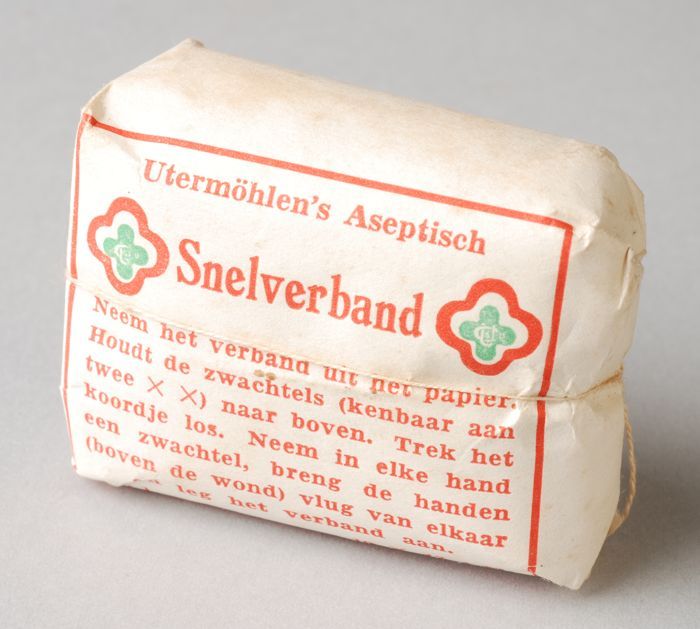 Utermöhlen's Aseptisch
Snelverband
Neem het verband uit het papier.
Houdt de zwachtels (kenbaar aan
twee × ×) naar boven. Trek het
koordje los. Neem in elke hand
een zwachtel, breng de handen
(boven de wond) vlug van elkaar
leg het verband aan.